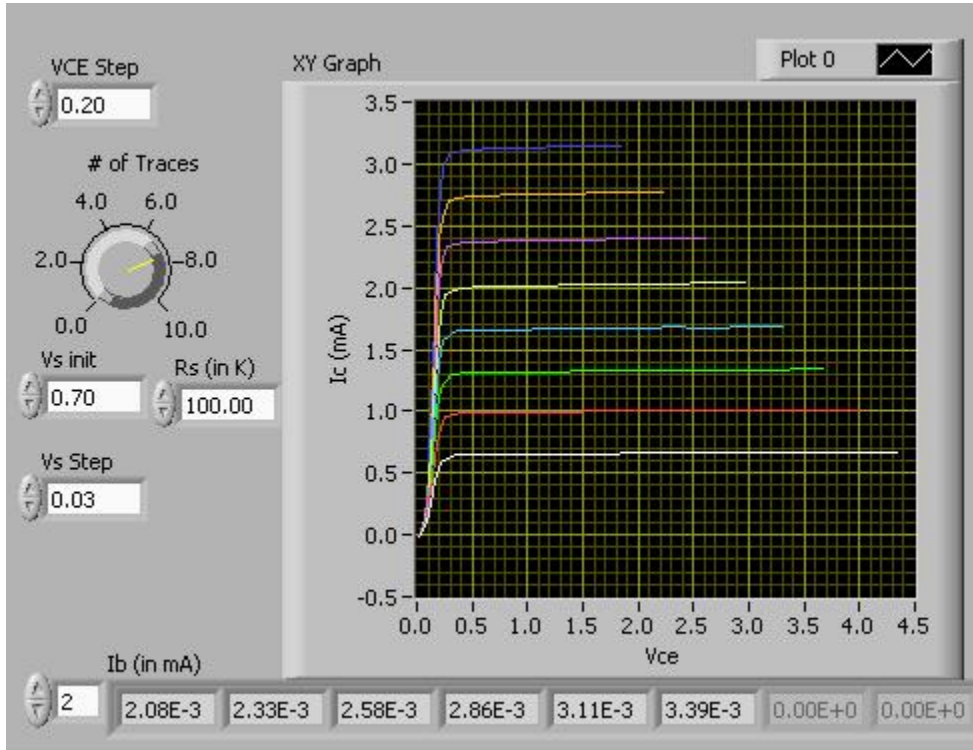 VCE Step
0.20
# of Traces
4.0 6.0
2.0 8.0
0.0 10.0
Vs init
0.70
Rs (in K)
100.00
Vs Step
0.03
XY Graph
Plot 0
Ic (mA)
3.5
3.0
2.5
2.0
1.5
1.0
0.5
0.0
-0.5
0.0 0.5 1.0 1.5 2.0 2.5 3.0 3.5 4.0 4.5
Vce
Ib (in mA)
2 2.08E-3 2.33E-3 2.58E-3 2.86E-3 3.11E-3 3.39E-3 0.00E+0 0.00E+0